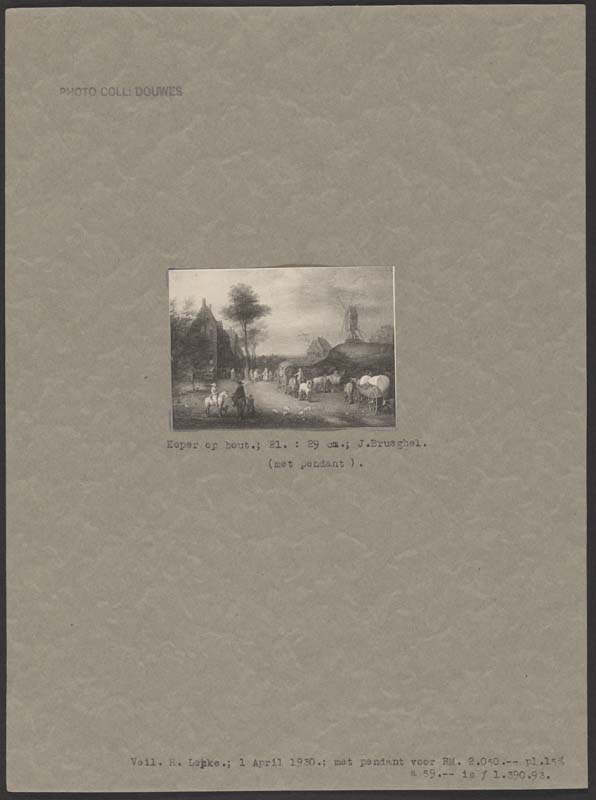 PHOTO COLL: DOUWES
Koper op hout.; 21. : 29 cm.; J.Brueghel.
(met pendant ).
Veil. R. Lepke.; 1 April 1930.; met pendant voor RM. 2.050.-- pl.15%
a 59.-- is ƒ 1.390.93.